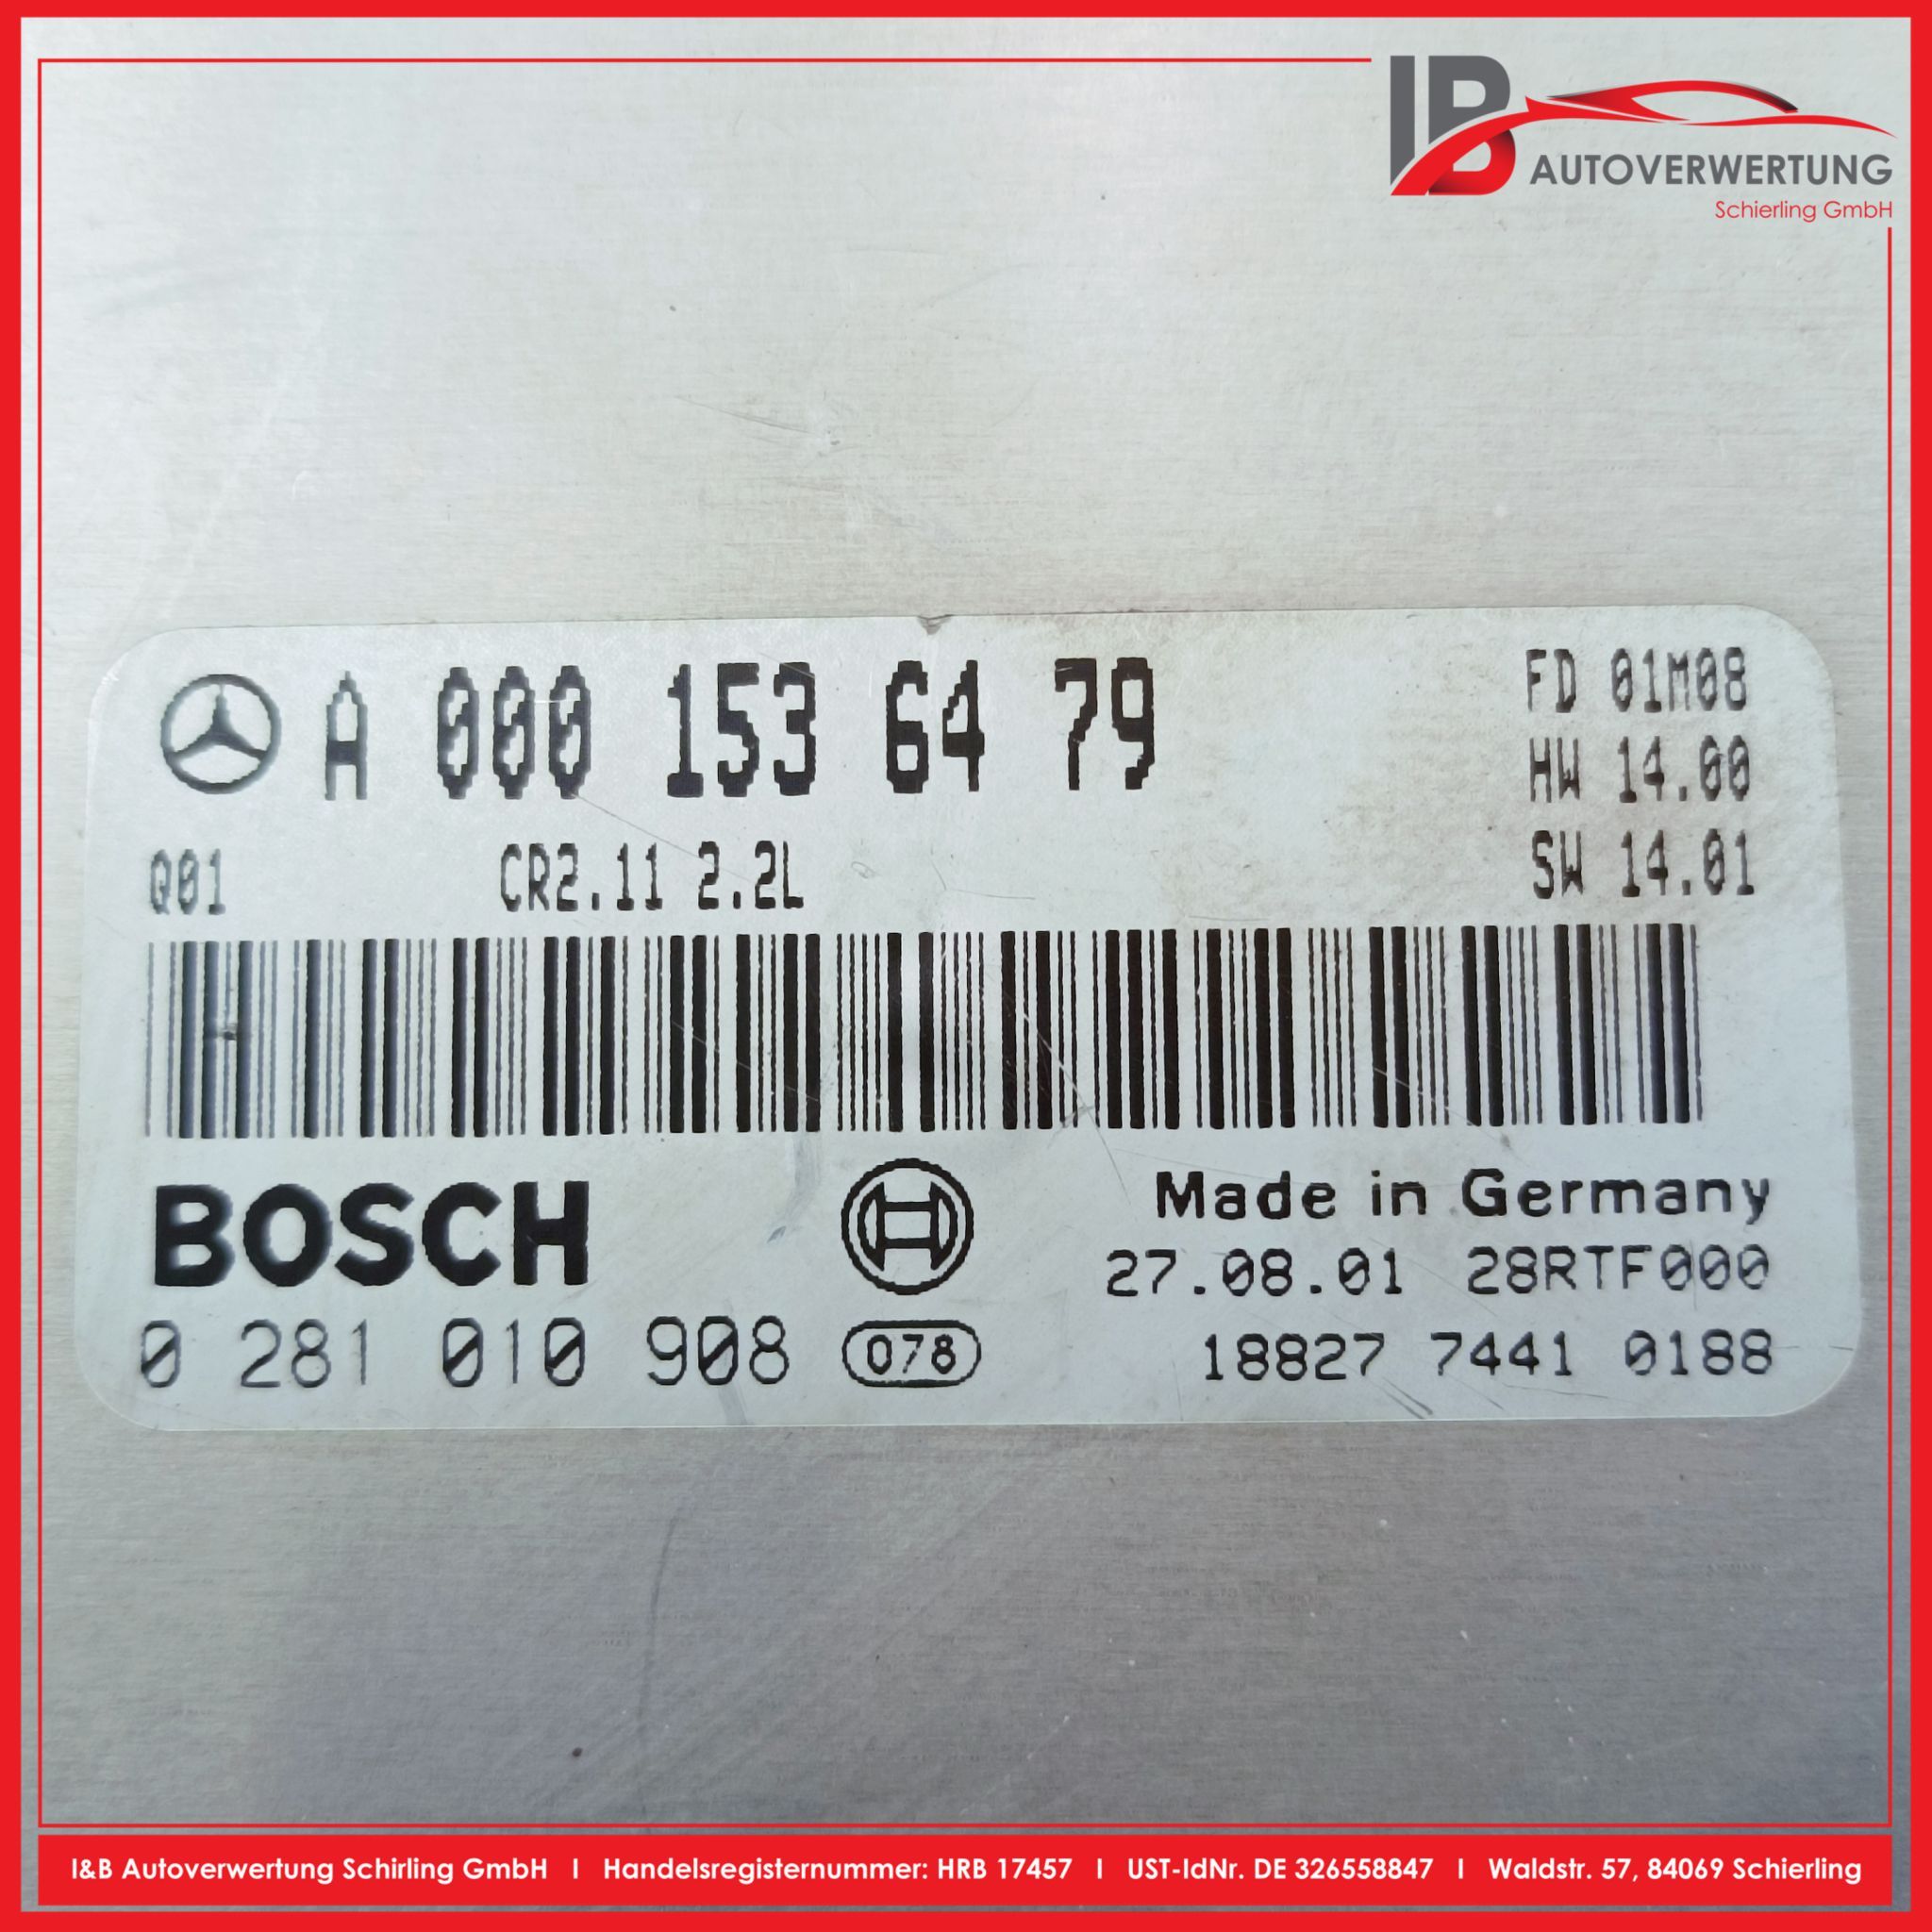 IB AUTOVERWERTUNG
Schierling GmbH
A 000 153 64 79
FD 01M08
HW 14.00
Q01 CR2.11 2.2L
SW 14.01
BOSCH
Made in Germany
27.08.01 28RTF000
0 281 010 908 078
18827 7441 0188
I&B Autoverwertung Schirling GmbH I Handelsregisternummer: HRB 17457 I UST-IdNr. DE 326558847 I Waldstr. 57, 84069 Schierling